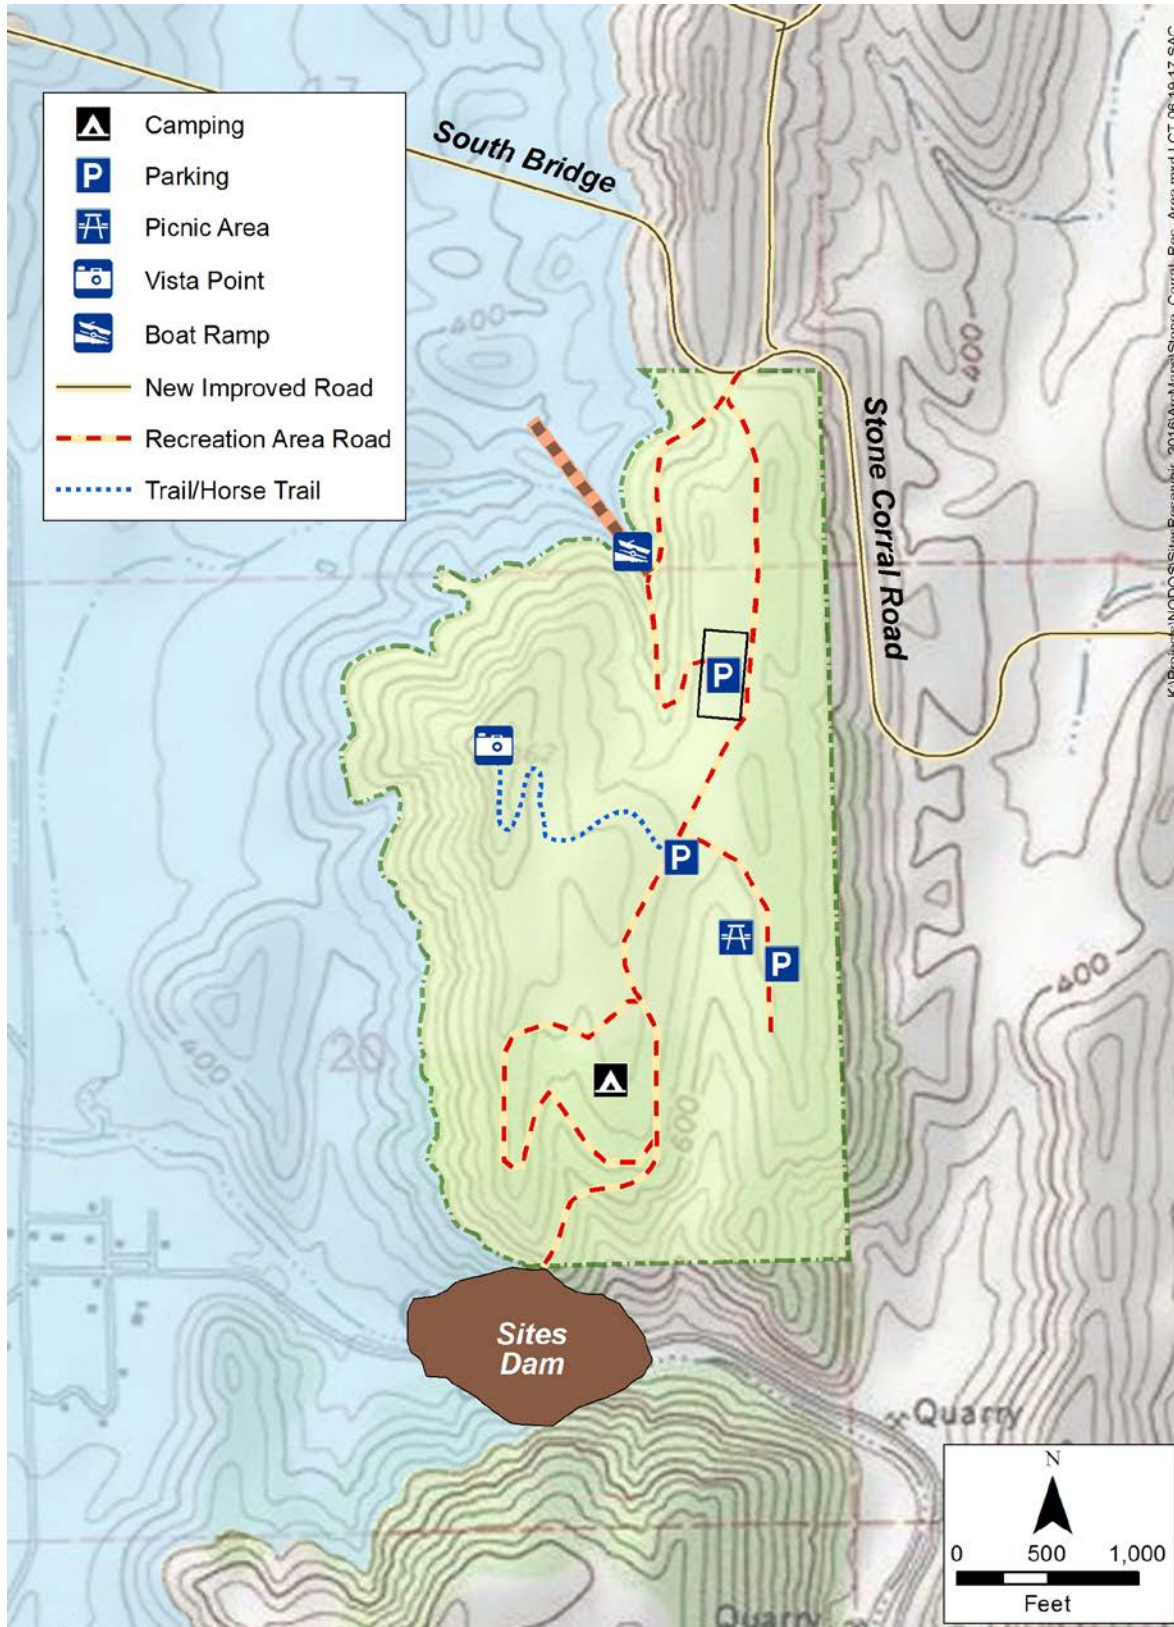 South Bridge
Camping
P
Parking
Picnic Area
Vista Point
Boat Ramp
New Improved Road
Recreation Area Road
Trail/Horse Trail
400
400
Stone Corral Road
P
P
P
400
400
20
600
Sites
Dam
Quarry
N
0 500 1,000
Feet
Quarry